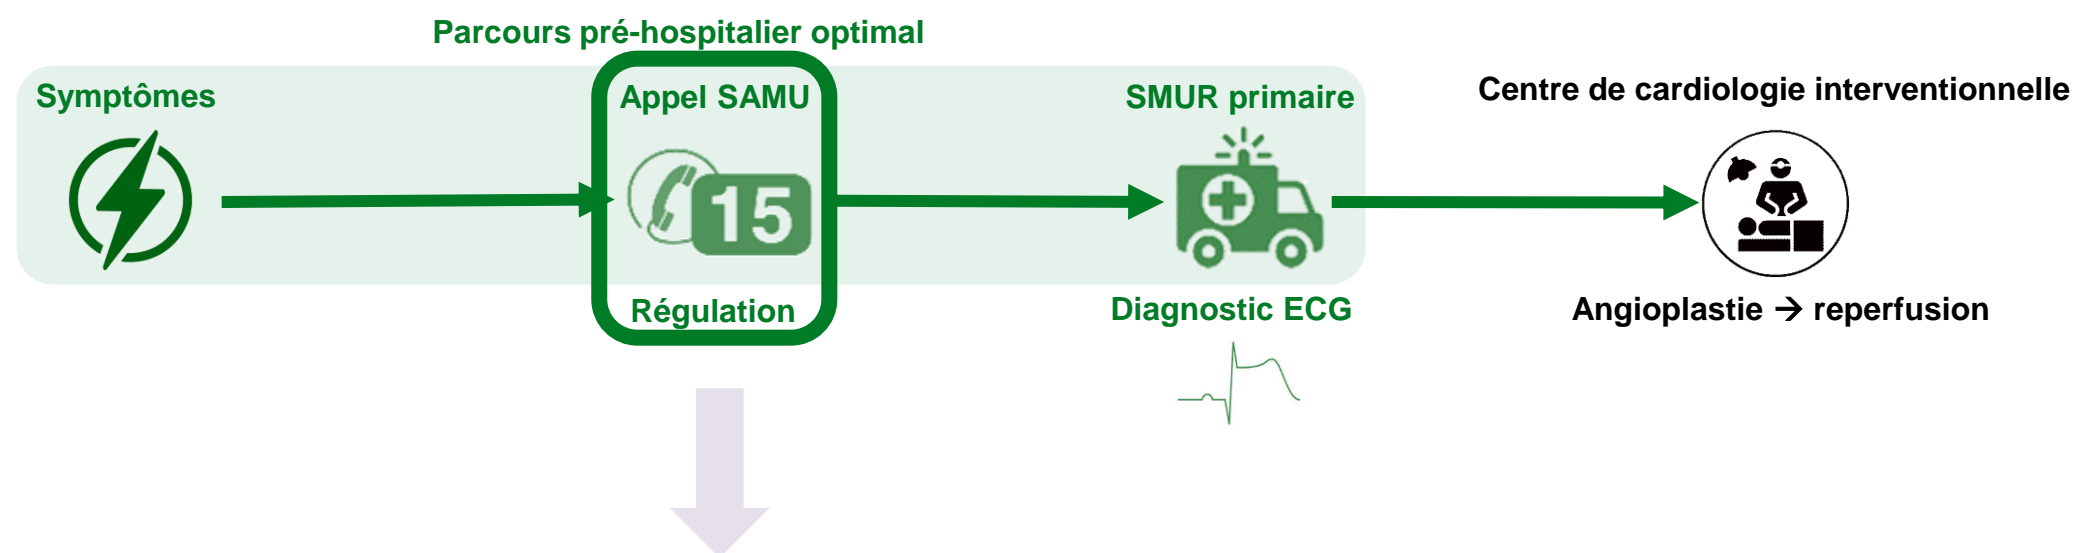 Parcours pré-hospitalier optimal
Symptômes
Appel SAMU
SMUR primaire
Centre de cardiologie interventionnelle
15
Régulation
Diagnostic ECG
Angioplastie → reperfusion